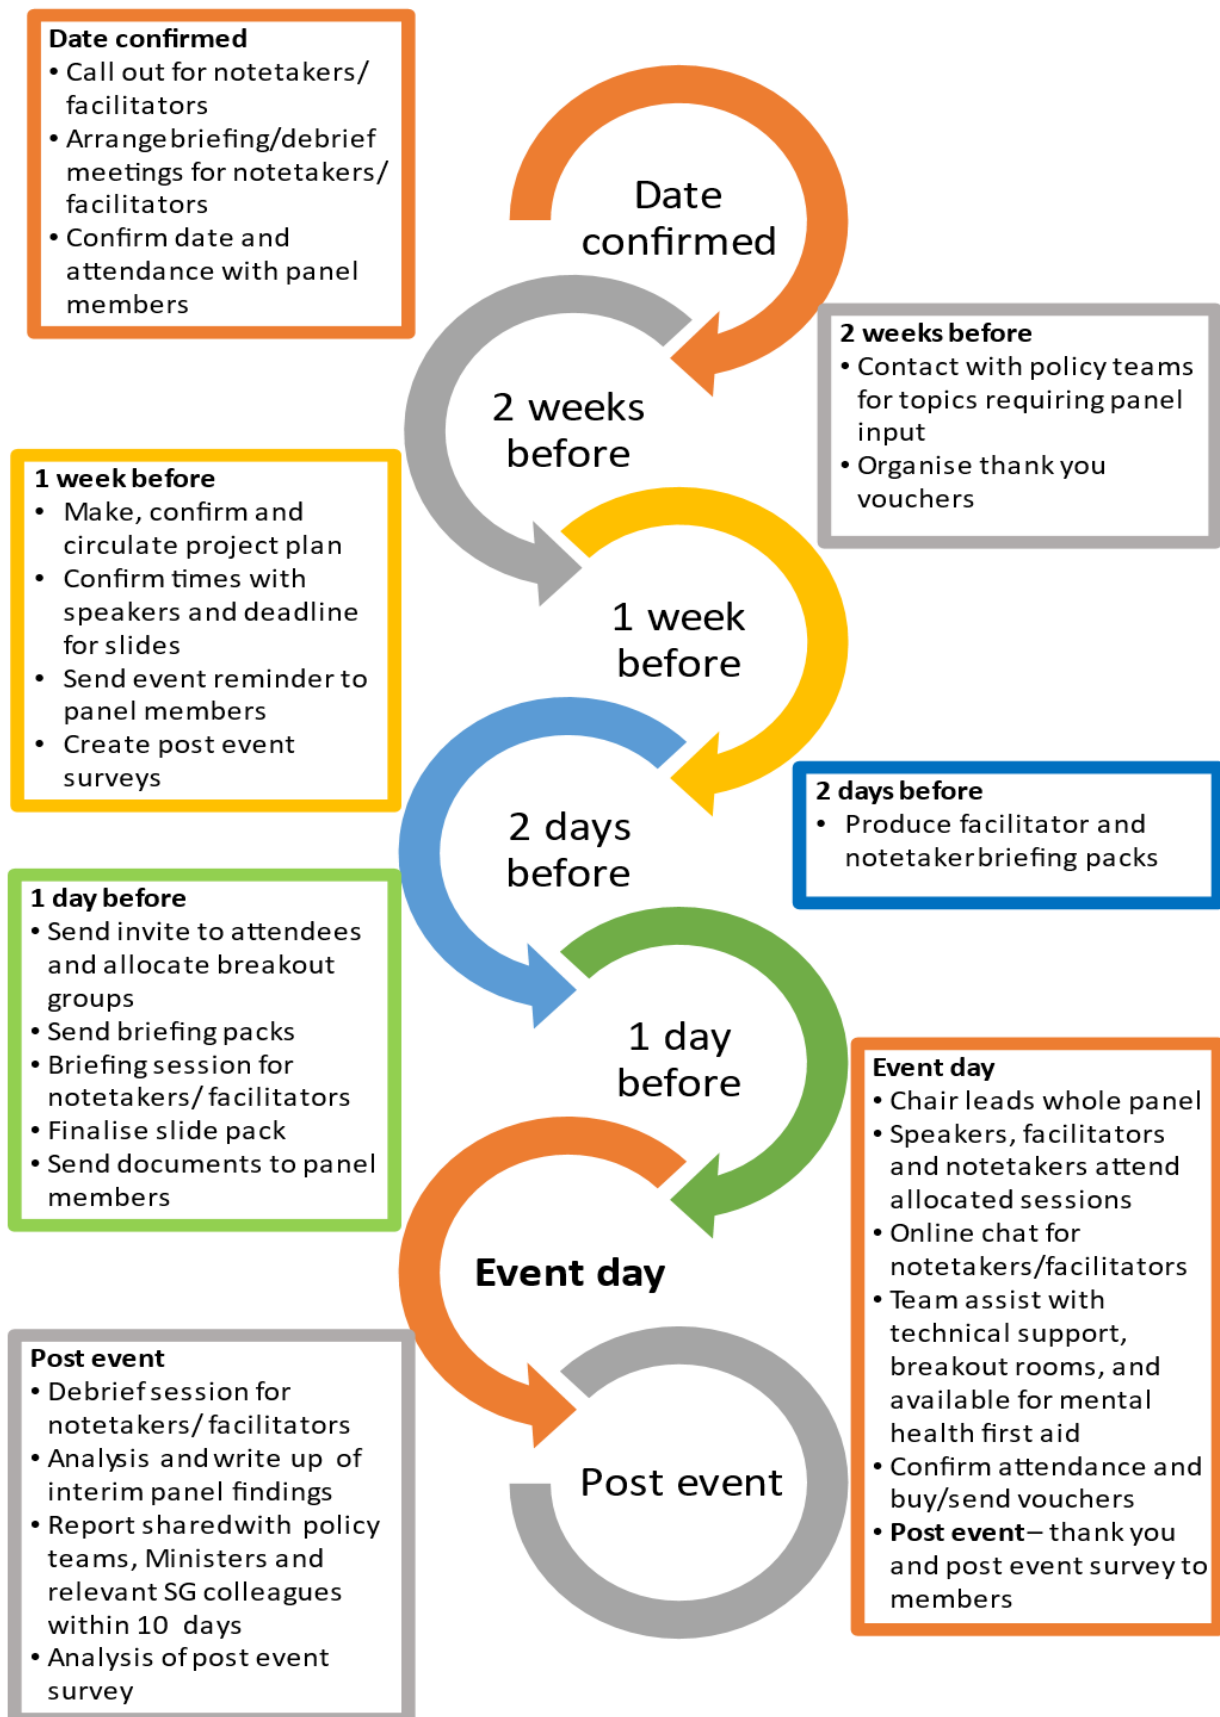 Date confirmed
• Call out for notetakers/
facilitators
• Arrange briefing/debrief
meetings for notetakers/
facilitators
• Confirm date and
attendance with panel
members
Date
confirmed
2 weeks before
• Contact with policy teams
for topics requiring panel
input
• Organise thank you
vouchers
2 weeks
before
1 week before
• Make, confirm and
circulate project plan
• Confirm times with
speakers and deadline
for slides
• Send event reminder to
panel members
• Create post event
surveys
1 week
before
2 days before
• Produce facilitator and
notetaker briefing packs
2 days
before
1 day before
• Send invite to attendees
and allocate breakout
groups
• Send briefing packs
• Briefing session for
notetakers/ facilitators
• Finalise slide pack
• Send documents to panel
members
1 day
before
Event day
• Chair leads whole panel
• Speakers, facilitators
and notetakers attend
allocated sessions
• Online chat for
notetakers/facilitators
• Team assist with
technical support,
breakout rooms, and
available for mental
health first aid
• Confirm attendance and
buy/send vouchers
• Post event – thank you
and post event survey to
members
Event day
Post event
• Debrief session for
notetakers/ facilitators
• Analysis and write up of
interim panel findings
• Report shared with policy
teams, Ministers and
relevant SG colleagues
within 10 days
• Analysis of post event
survey
Post event